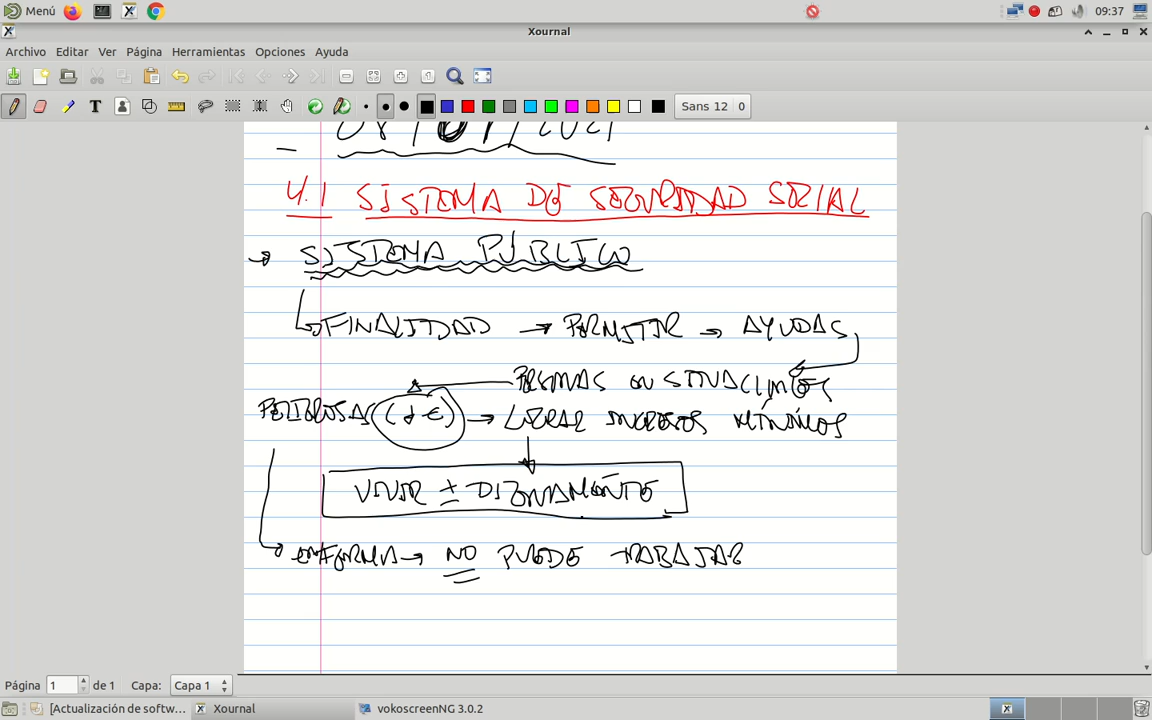 Menú 09:37
Xournal
Archivo Editar Ver Página Herramientas Opciones Ayuda
Sans 12 0
4.1 SISTEMA DE SEGURIDAD SOCIAL
→ SISTEMA PÚBLICO
FINALIDAD → PERMITIR → AYUDAS
PERSONAS EN SITUACIONES
PELIGROSAS (↓ €) → LOGRAR INGRESOS MÍNIMOS
VIVIR ± DIGNAMENTE
ENFERMA → NO PUEDE TRABAJAR
Página 1 de 1 Capa: Capa 1
[Actualización de softw... Xournal vokoscreenNG 3.0.2